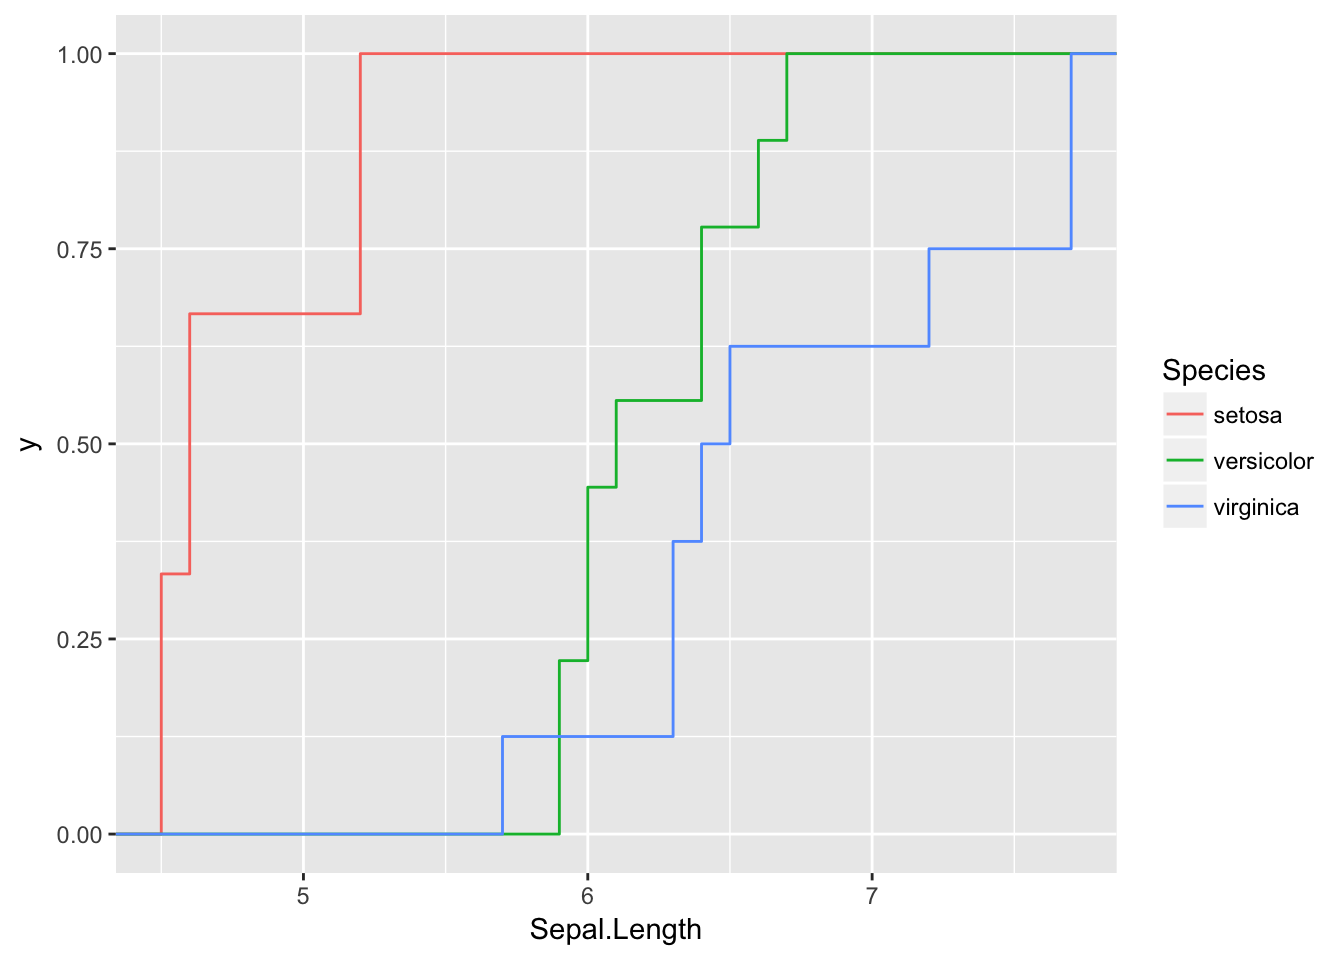 1.00
0.75
0.50
0.25
0.00
y
5 6 7
Sepal.Length
Species
setosa
versicolor
virginica